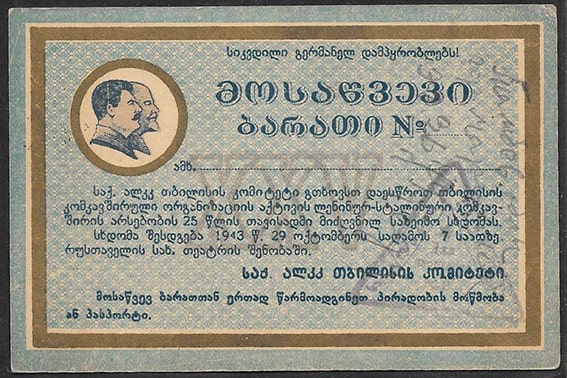 სიკვდილი გერმანელ დამპყრობლებს!
მოსაწვევი
ბარათი №
ამხ.
საქ. ალკკ თბილისის კომიტეტი გთხოვსთ დაესწროთ თბილისის
კომკავშირული ორგანიზაციის აქტივის ლენინურ-სტალინური კომკავ-
შირის არსებობის 25 წლის თავისადმი მიძღვნილ საზეიმო სხდომას.
სხდომა შესდგება 1943 წ. 29 ოქტომბერს საღამოს 7 საათზე,
რუსთაველის სახ. თეატრის შენობაში.
საქ. ალკკ თბილისის კომიტეტი.
მოსაწვევ ბარათთან ერთად წარმოადგინეთ პირადობის მოწმობა
ან პასპორტი.